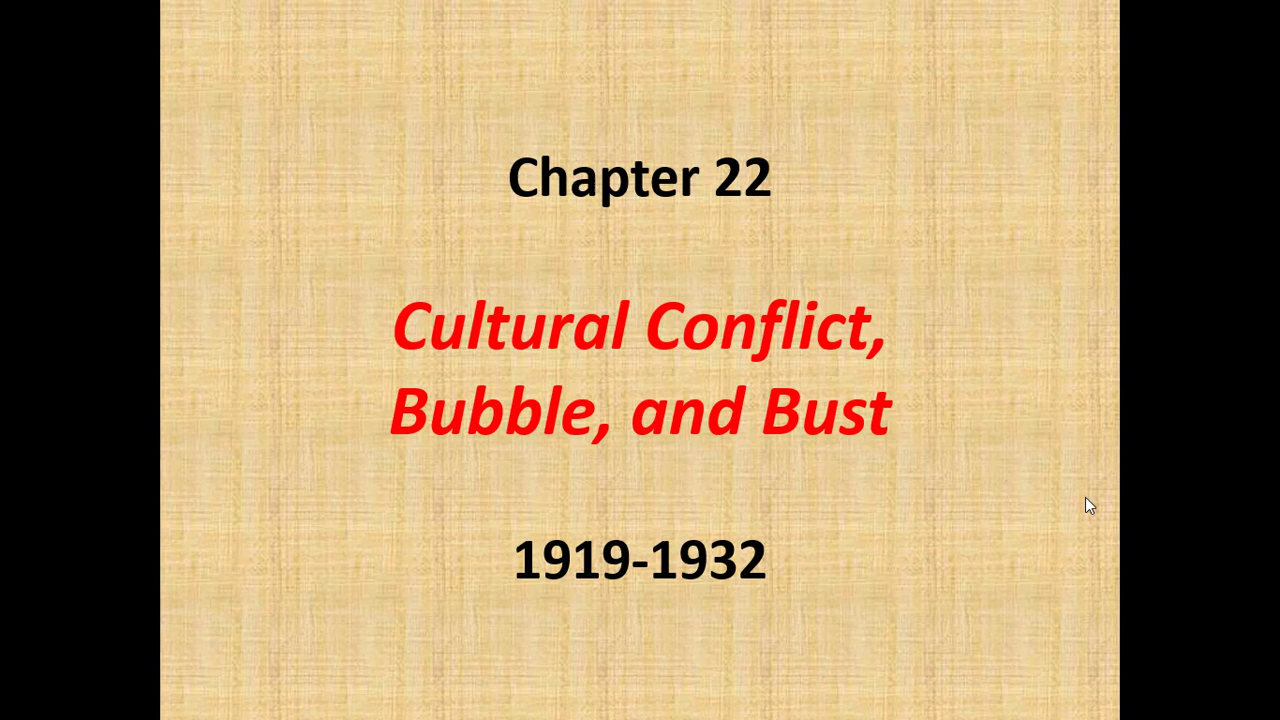 Chapter 22
Cultural Conflict,
Bubble, and Bust
1919-1932